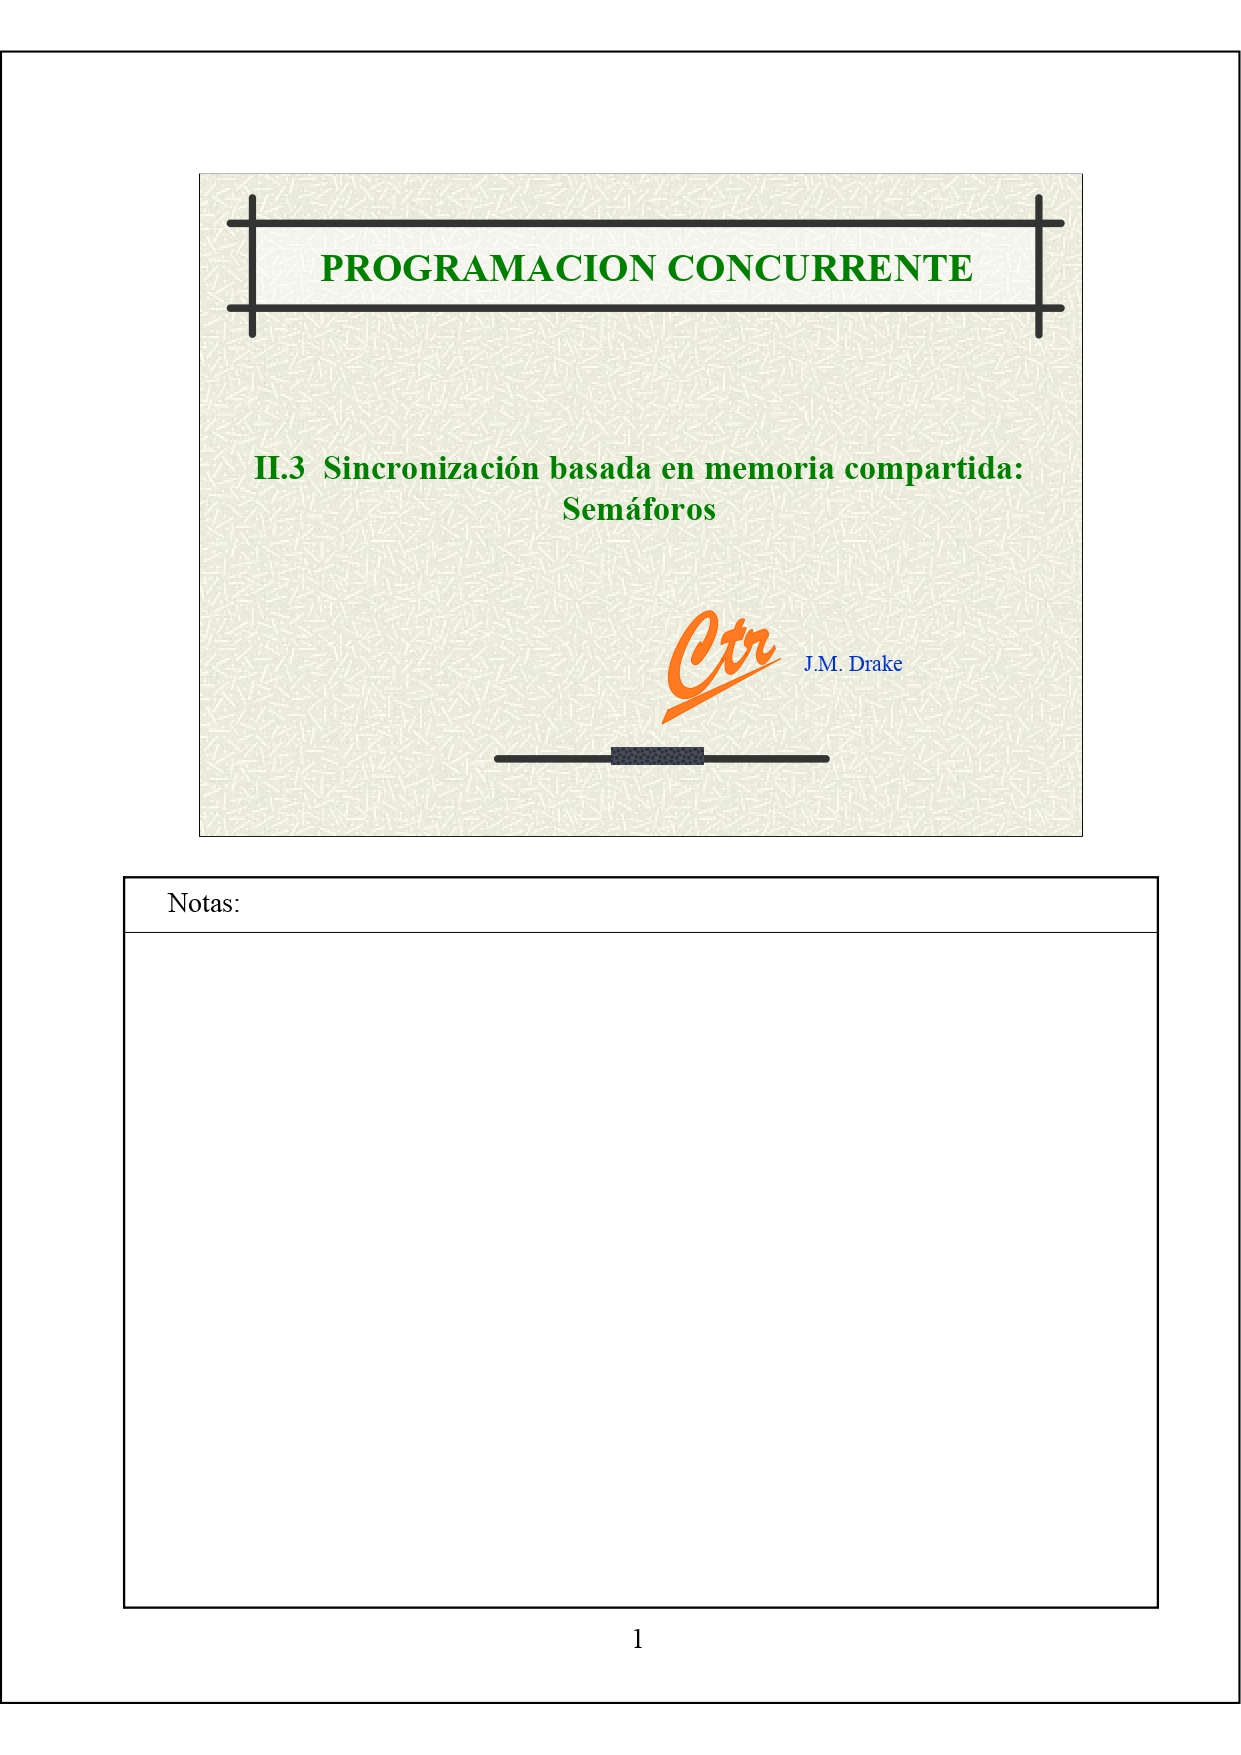 PROGRAMACION CONCURRENTE
II.3  Sincronización basada en memoria compartida:
Semáforos
Ctr
J.M. Drake
Notas:
1